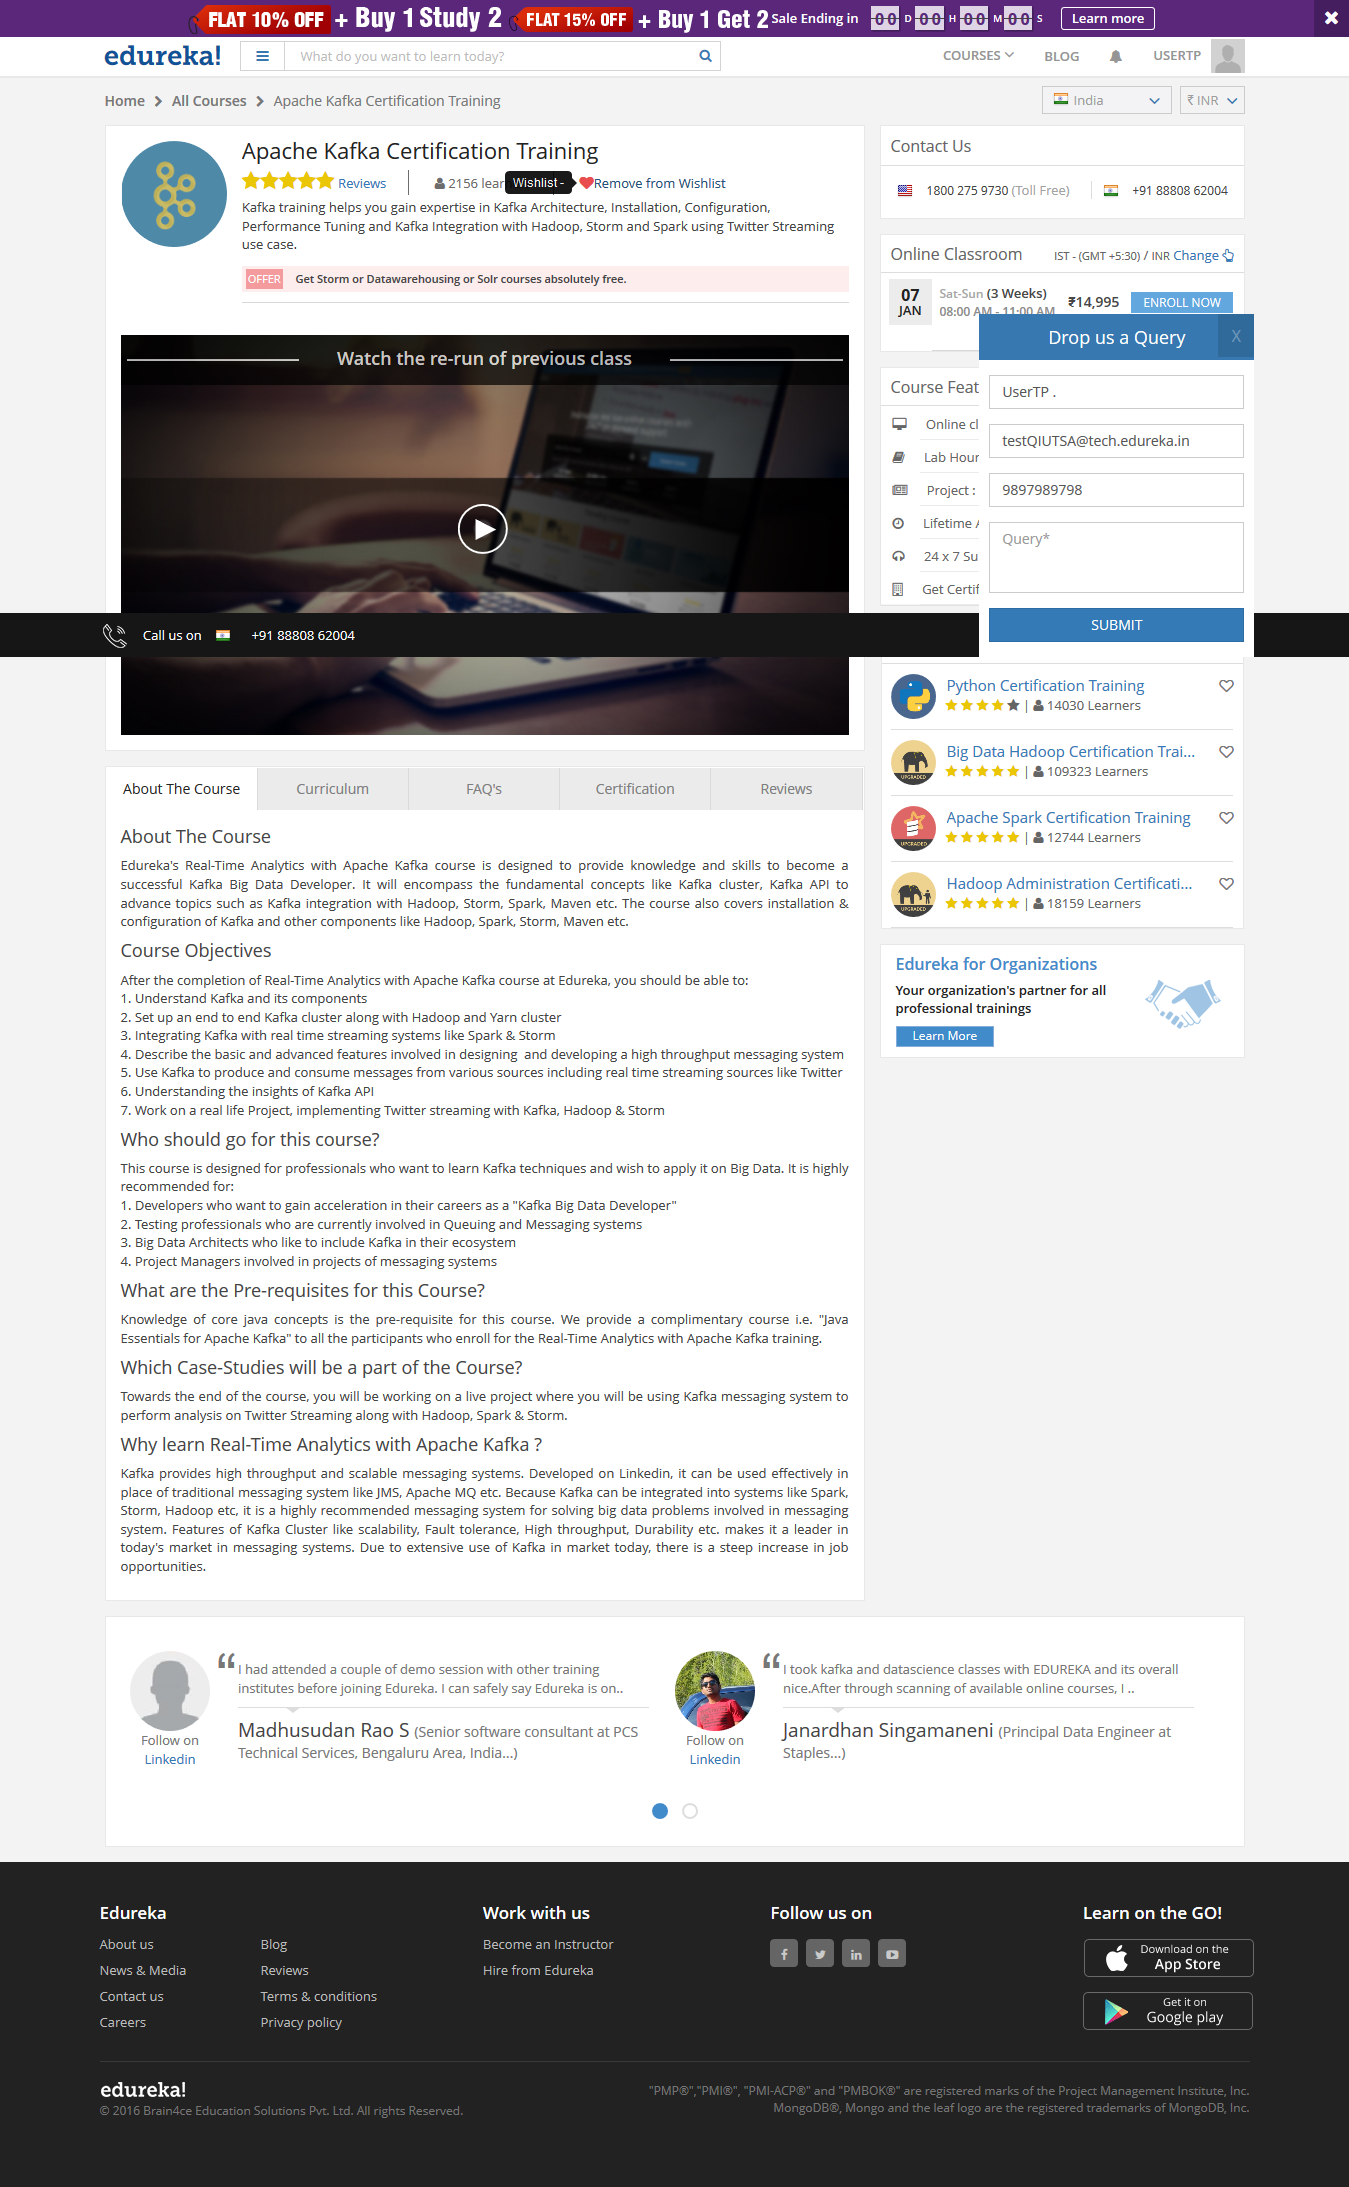 FLAT 10% OFF + Buy 1 Study 2 FLAT 15% OFF + Buy 1 Get 2 Sale Ending in 00 D 00 H 00 M 00 S Learn more
edureka! What do you want to learn today? COURSES BLOG USERTP
Home All Courses Apache Kafka Certification Training India ₹ INR
Apache Kafka Certification Training
Reviews 2156 lear Wishlist - Remove from Wishlist
Kafka training helps you gain expertise in Kafka Architecture, Installation, Configuration,
Performance Tuning and Kafka Integration with Hadoop, Storm and Spark using Twitter Streaming
use case.
OFFER Get Storm or Datawarehousing or Solr courses absolutely free.
Watch the re-run of previous class
Contact Us
1800 275 9730 (Toll Free) +91 88808 62004
Online Classroom IST - (GMT +5:30) / INR Change
07 JAN
Sat-Sun (3 Weeks)
08:00 AM - 11:00 AM
₹14,995 ENROLL NOW
Drop us a Query X
UserTP .
testQIUTSA@tech.edureka.in
9897989798
Query*
SUBMIT
Course Feat
Online cl
Lab Hour
Project :
Lifetime A
24 x 7 Su
Get Certif
Call us on +91 88808 62004
Python Certification Training
| 14030 Learners
Big Data Hadoop Certification Trai...
UPGRADED | 109323 Learners
Apache Spark Certification Training
UPGRADED | 12744 Learners
Hadoop Administration Certificati...
UPGRADED | 18159 Learners
Edureka for Organizations
Your organization's partner for all
professional trainings
Learn More
About The Course Curriculum FAQ's Certification Reviews
About The Course
Edureka's Real-Time Analytics with Apache Kafka course is designed to provide knowledge and skills to become a
successful Kafka Big Data Developer. It will encompass the fundamental concepts like Kafka cluster, Kafka API to
advance topics such as Kafka integration with Hadoop, Storm, Spark, Maven etc. The course also covers installation &
configuration of Kafka and other components like Hadoop, Spark, Storm, Maven etc.
Course Objectives
After the completion of Real-Time Analytics with Apache Kafka course at Edureka, you should be able to:
1. Understand Kafka and its components
2. Set up an end to end Kafka cluster along with Hadoop and Yarn cluster
3. Integrating Kafka with real time streaming systems like Spark & Storm
4. Describe the basic and advanced features involved in designing and developing a high throughput messaging system
5. Use Kafka to produce and consume messages from various sources including real time streaming sources like Twitter
6. Understanding the insights of Kafka API
7. Work on a real life Project, implementing Twitter streaming with Kafka, Hadoop & Storm
Who should go for this course?
This course is designed for professionals who want to learn Kafka techniques and wish to apply it on Big Data. It is highly
recommended for:
1. Developers who want to gain acceleration in their careers as a "Kafka Big Data Developer"
2. Testing professionals who are currently involved in Queuing and Messaging systems
3. Big Data Architects who like to include Kafka in their ecosystem
4. Project Managers involved in projects of messaging systems
What are the Pre-requisites for this Course?
Knowledge of core java concepts is the pre-requisite for this course. We provide a complimentary course i.e. "Java
Essentials for Apache Kafka" to all the participants who enroll for the Real-Time Analytics with Apache Kafka training.
Which Case-Studies will be a part of the Course?
Towards the end of the course, you will be working on a live project where you will be using Kafka messaging system to
perform analysis on Twitter Streaming along with Hadoop, Spark & Storm.
Why learn Real-Time Analytics with Apache Kafka ?
Kafka provides high throughput and scalable messaging systems. Developed on Linkedin, it can be used effectively in
place of traditional messaging system like JMS, Apache MQ etc. Because Kafka can be integrated into systems like Spark,
Storm, Hadoop etc, it is a highly recommended messaging system for solving big data problems involved in messaging
system. Features of Kafka Cluster like scalability, Fault tolerance, High throughput, Durability etc. makes it a leader in
today's market in messaging systems. Due to extensive use of Kafka in market today, there is a steep increase in job
opportunities.
“I had attended a couple of demo session with other training
institutes before joining Edureka. I can safely say Edureka is on..
Madhusudan Rao S (Senior software consultant at PCS
Technical Services, Bengaluru Area, India...)
Follow on
Linkedin
“I took kafka and datascience classes with EDUREKA and its overall
nice.After through scanning of available online courses, I ..
Janardhan Singamaneni (Principal Data Engineer at
Staples...)
Follow on
Linkedin
Edureka Work with us Follow us on Learn on the GO!
About us Blog Become an Instructor
News & Media Reviews Hire from Edureka
Contact us Terms & conditions
Careers Privacy policy
Download on the
App Store
Get it on
Google play
edureka!
© 2016 Brain4ce Education Solutions Pvt. Ltd. All rights Reserved.
"PMP®","PMI®", "PMI-ACP®" and "PMBOK®" are registered marks of the Project Management Institute, Inc.
MongoDB®, Mongo and the leaf logo are the registered trademarks of MongoDB, Inc.